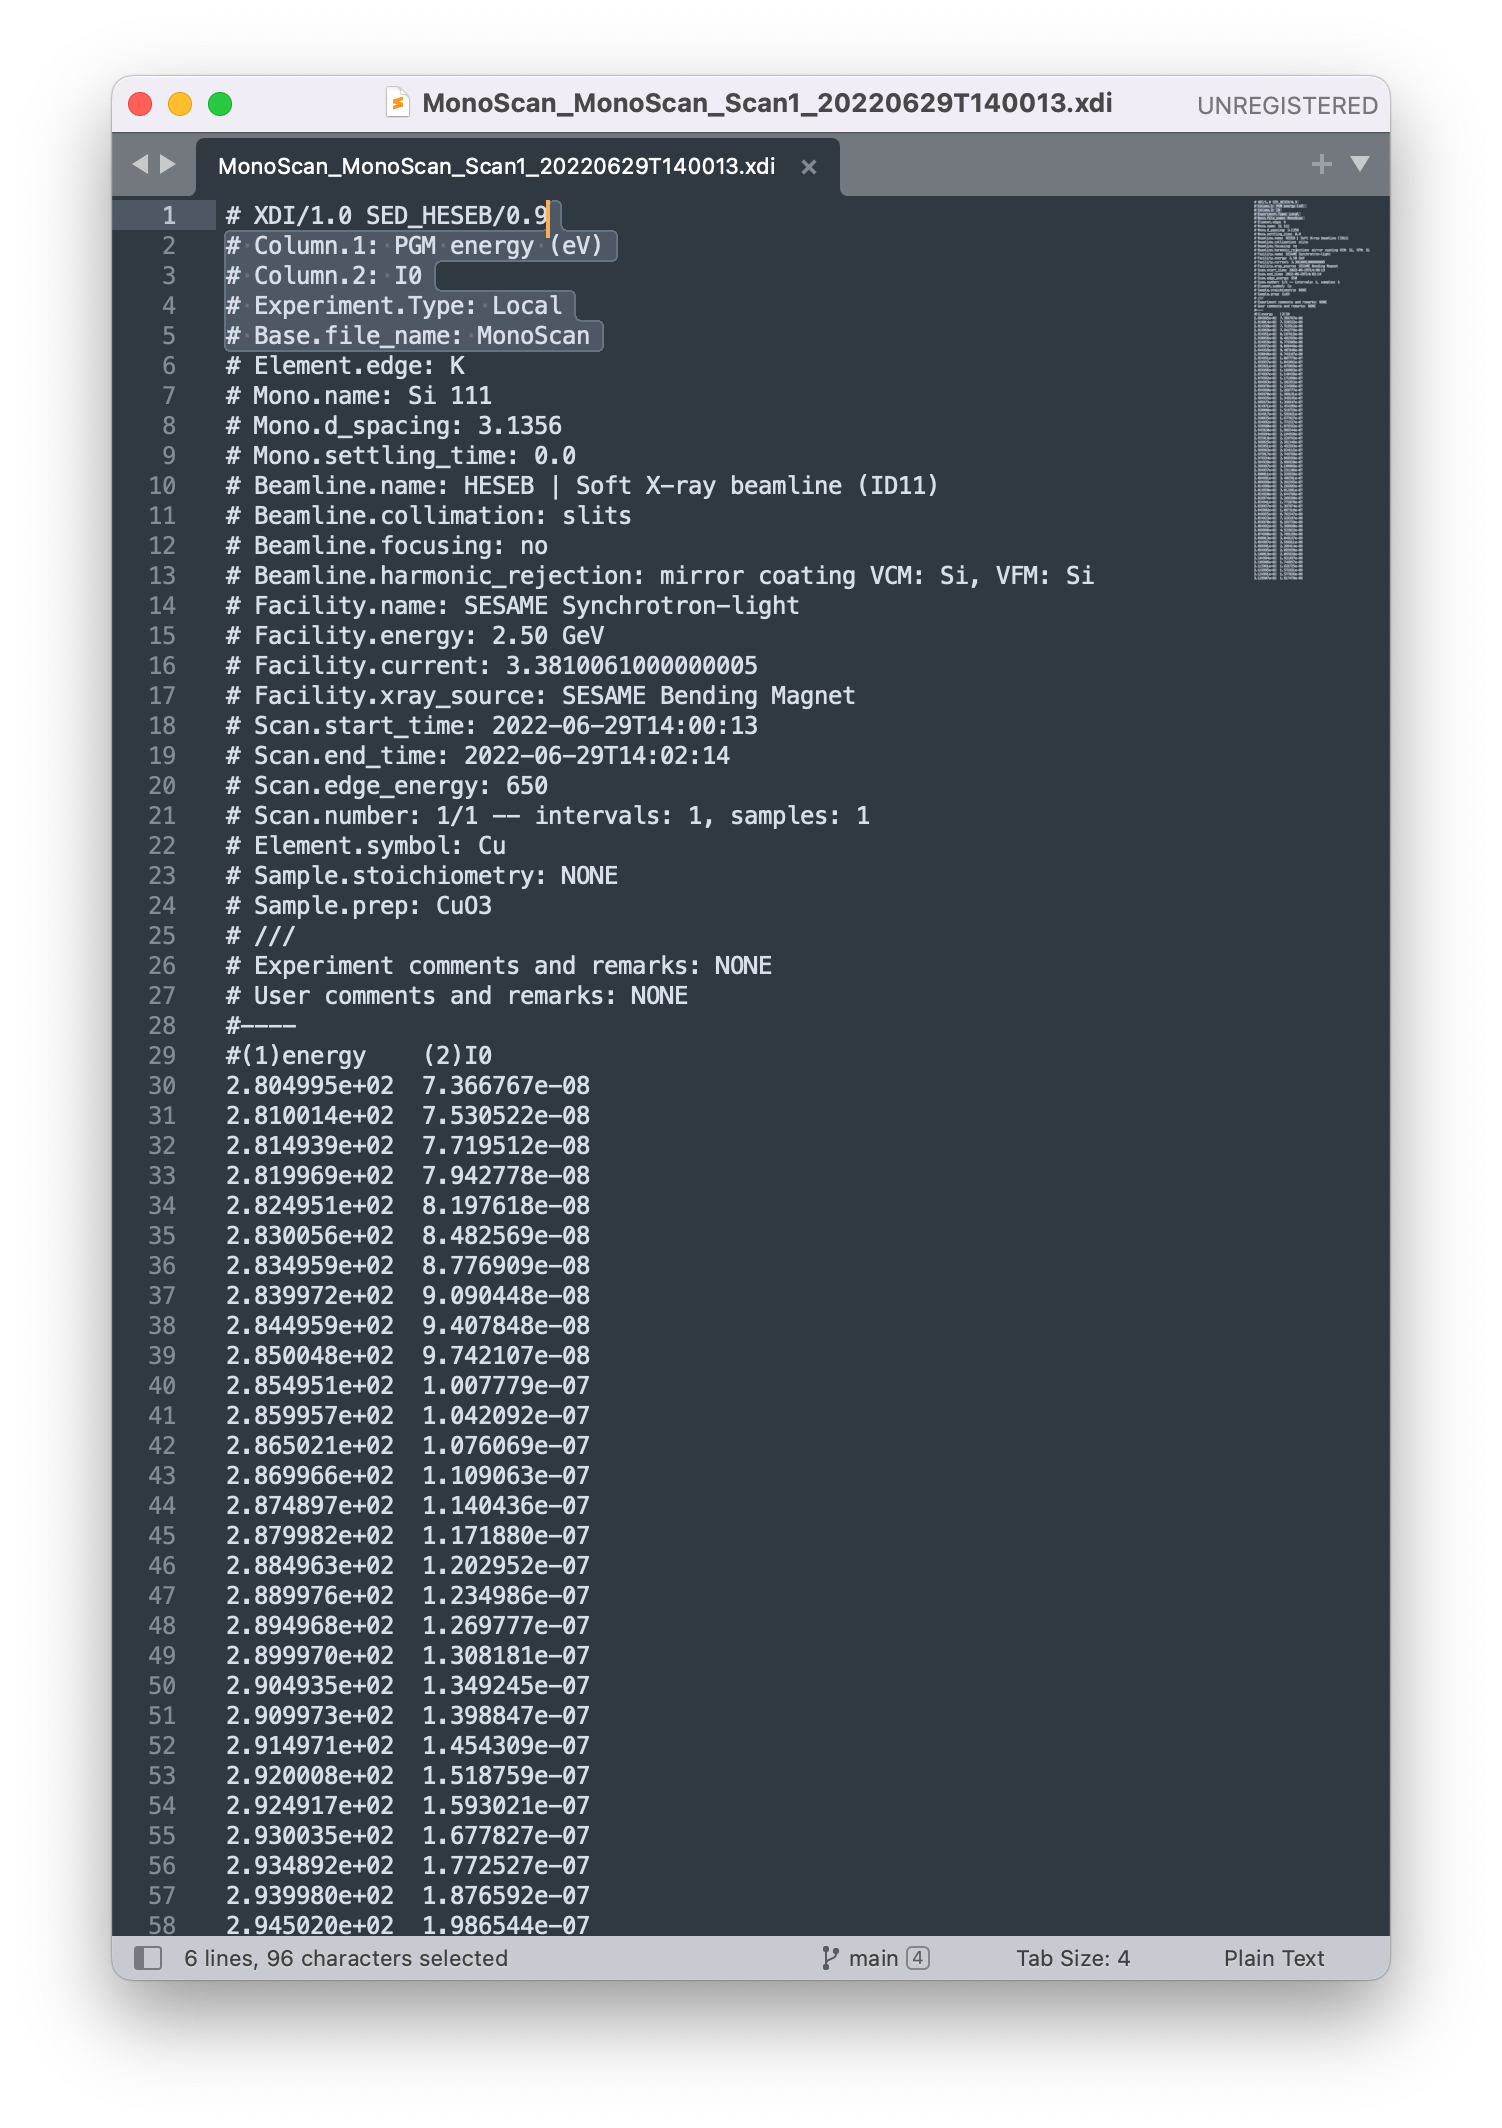 MonoScan_MonoScan_Scan1_20220629T140013.xdi
UNREGISTERED
MonoScan_MonoScan_Scan1_20220629T140013.xdi
1 # XDI/1.0 SED_HESEB/0.9
2 # Column.1: PGM energy (eV)
3 # Column.2: I0
4 # Experiment.Type: Local
5 # Base.file_name: MonoScan
6 # Element.edge: K
7 # Mono.name: Si 111
8 # Mono.d_spacing: 3.1356
9 # Mono.settling_time: 0.0
10 # Beamline.name: HESEB | Soft X-ray beamline (ID11)
11 # Beamline.collimation: slits
12 # Beamline.focusing: no
13 # Beamline.harmonic_rejection: mirror coating VCM: Si, VFM: Si
14 # Facility.name: SESAME Synchrotron-light
15 # Facility.energy: 2.50 GeV
16 # Facility.current: 3.3810061000000005
17 # Facility.xray_source: SESAME Bending Magnet
18 # Scan.start_time: 2022-06-29T14:00:13
19 # Scan.end_time: 2022-06-29T14:02:14
20 # Scan.edge_energy: 650
21 # Scan.number: 1/1 -- intervals: 1, samples: 1
22 # Element.symbol: Cu
23 # Sample.stoichiometry: NONE
24 # Sample.prep: CuO3
25 # ///
26 # Experiment comments and remarks: NONE
27 # User comments and remarks: NONE
28 #----
29 #(1)energy    (2)I0
30 2.804995e+02  7.366767e-08
31 2.810014e+02  7.530522e-08
32 2.814939e+02  7.719512e-08
33 2.819969e+02  7.942778e-08
34 2.824951e+02  8.197618e-08
35 2.830056e+02  8.482569e-08
36 2.834959e+02  8.776909e-08
37 2.839972e+02  9.090448e-08
38 2.844959e+02  9.407848e-08
39 2.850048e+02  9.742107e-08
40 2.854951e+02  1.007779e-07
41 2.859957e+02  1.042092e-07
42 2.865021e+02  1.076069e-07
43 2.869966e+02  1.109063e-07
44 2.874897e+02  1.140436e-07
45 2.879982e+02  1.171880e-07
46 2.884963e+02  1.202952e-07
47 2.889976e+02  1.234986e-07
48 2.894968e+02  1.269777e-07
49 2.899970e+02  1.308181e-07
50 2.904935e+02  1.349245e-07
51 2.909973e+02  1.398847e-07
52 2.914971e+02  1.454309e-07
53 2.920008e+02  1.518759e-07
54 2.924917e+02  1.593021e-07
55 2.930035e+02  1.677827e-07
56 2.934892e+02  1.772527e-07
57 2.939980e+02  1.876592e-07
58 2.945020e+02  1.986544e-07
6 lines, 96 characters selected
main 4
Tab Size: 4
Plain Text